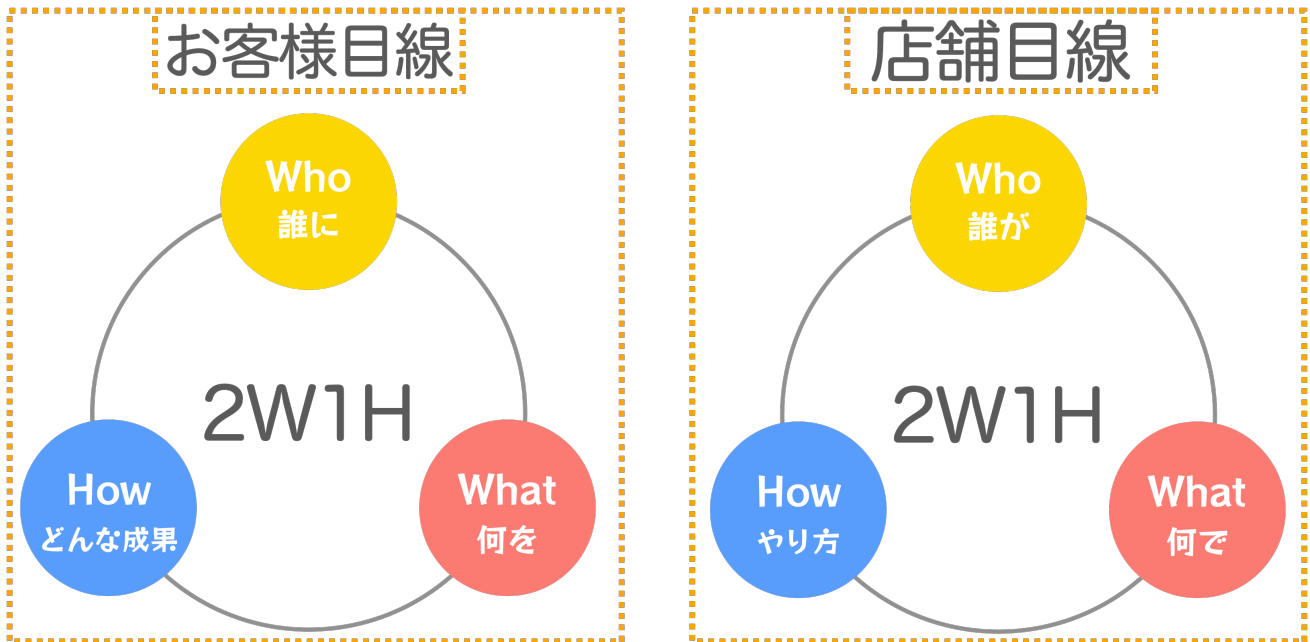 お客様目線
Who
誰に
2W1H
How
どんな成果
What
何を
店舗目線
Who
誰が
2W1H
How
やり方
What
何で